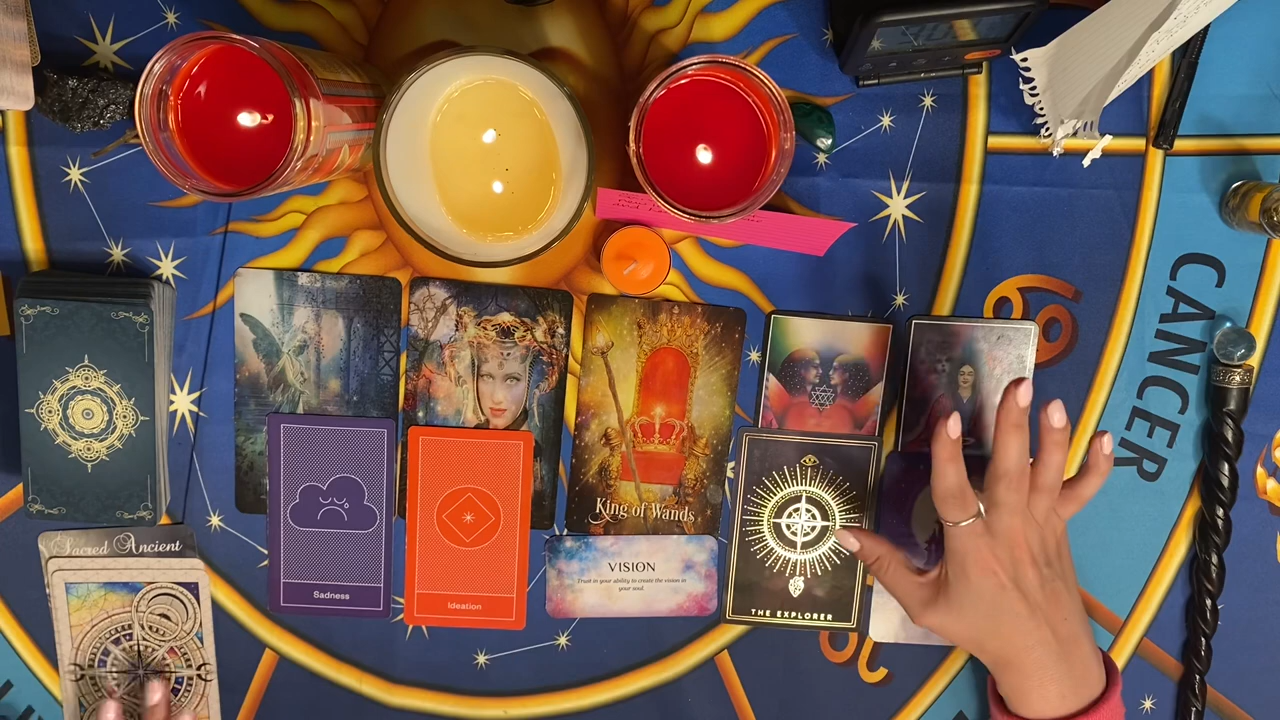 CANCER
King of Wands
Sacred Ancient
VISION
Trust in your ability to create the vision in
your soul.
Sadness
Ideation
THE EXPLORER